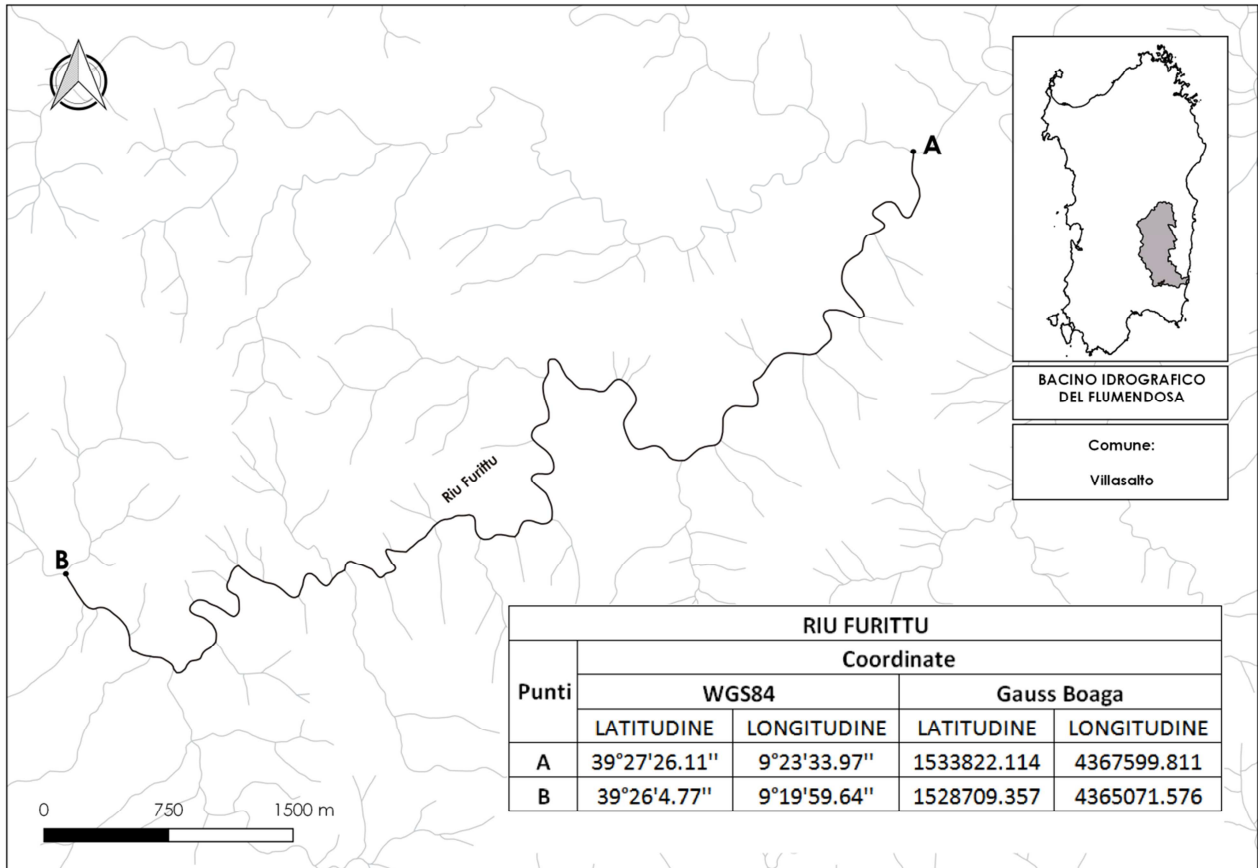 A
BACINO IDROGRAFICO
DEL FLUMENDOSA
Comune:
Villasalto
Riu Furittu
B
RIU FURITTU
Punti
Coordinate
WGS84 Gauss Boaga
LATITUDINE LONGITUDINE LATITUDINE LONGITUDINE
A 39°27'26.11'' 9°23'33.97'' 1533822.114 4367599.811
B 39°26'4.77'' 9°19'59.64'' 1528709.357 4365071.576
0 750 1500 m